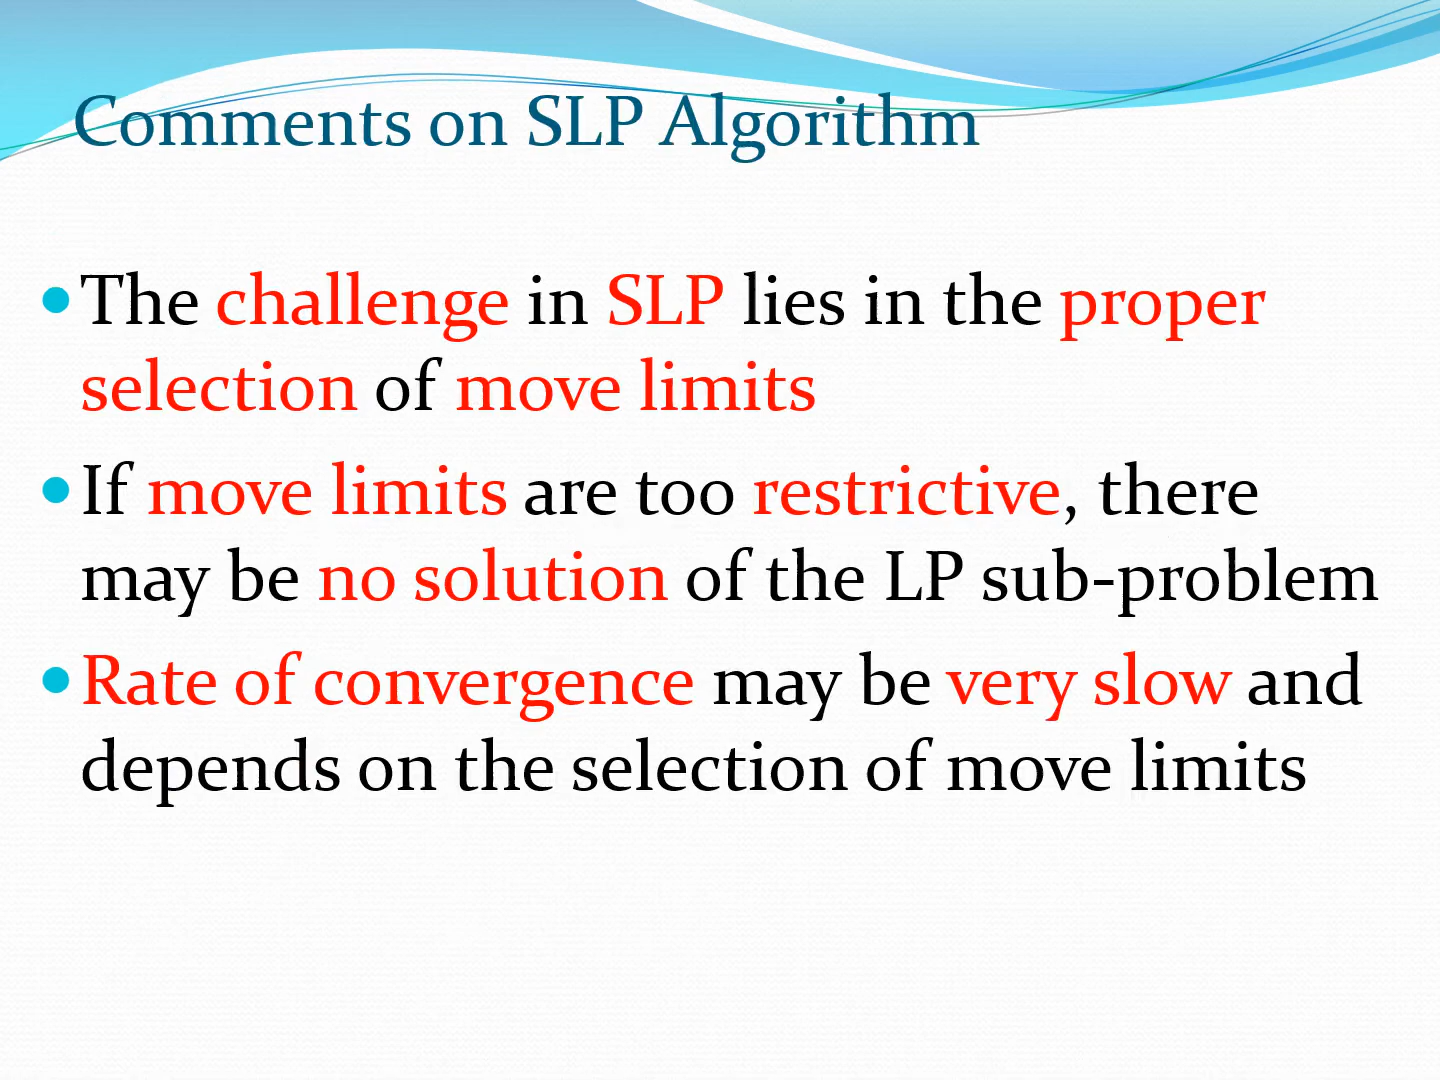 Comments on SLP Algorithm
•The challenge in SLP lies in the proper
selection of move limits
•If move limits are too restrictive, there
may be no solution of the LP sub-problem
•Rate of convergence may be very slow and
depends on the selection of move limits